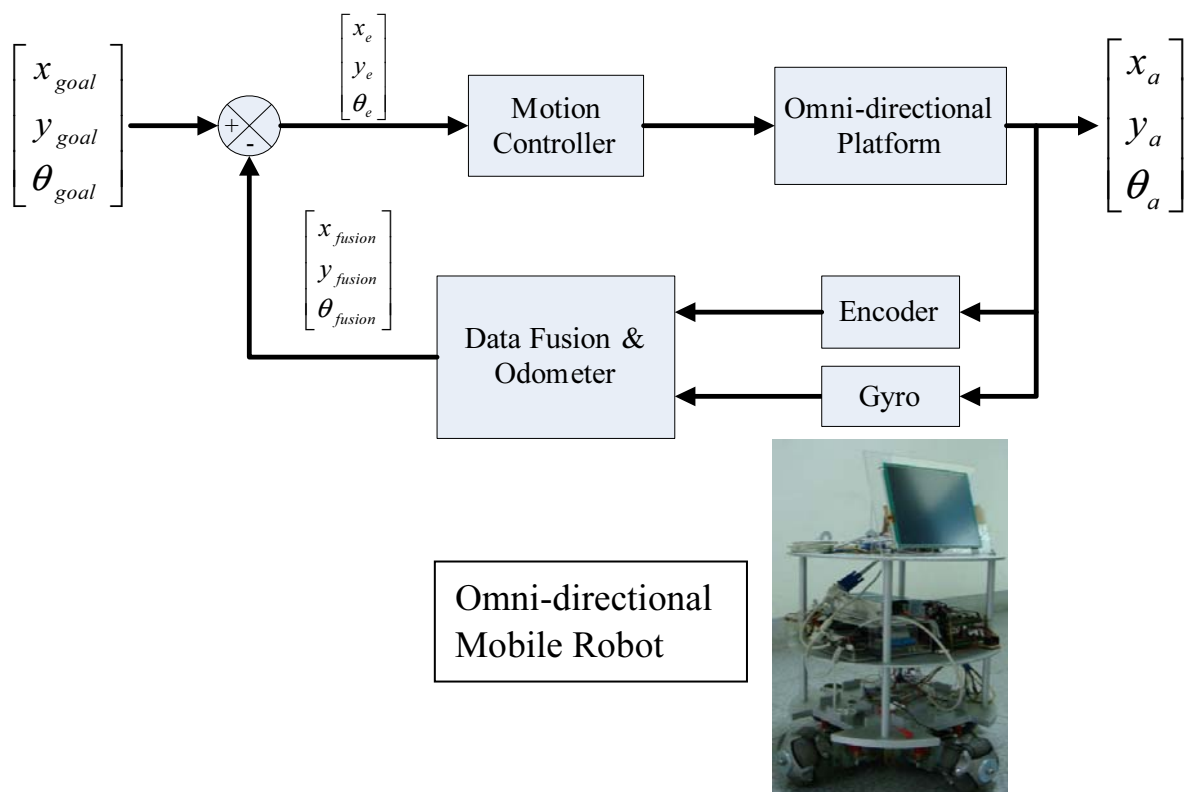 x_goal
y_goal
θ_goal
+
-
x_e
y_e
θ_e
Motion
Controller
Omni-directional
Platform
x_a
y_a
θ_a
x_fusion
y_fusion
θ_fusion
Data Fusion &
Odometer
Encoder
Gyro
Omni-directional
Mobile Robot